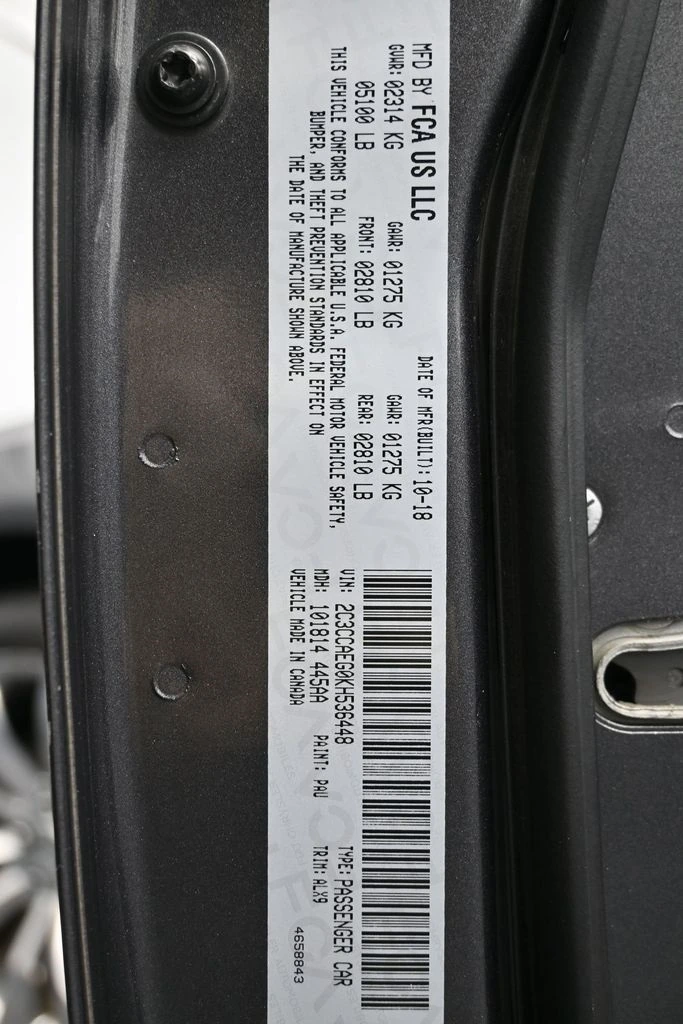 MFD BY FCA US LLC
DATE OF MFR(BUILT): 10-18
GVWR: 02314 KG GAWR: 01275 KG GAWR: 01275 KG
05100 LB FRONT: 02810 LB REAR: 02810 LB
THIS VEHICLE CONFORMS TO ALL APPLICABLE U.S.A. FEDERAL MOTOR VEHICLE SAFETY,
BUMPER, AND THEFT PREVENTION STANDARDS IN EFFECT ON
THE DATE OF MANUFACTURE SHOWN ABOVE.
VIN: 2C3CCAEG0KH536448 TYPE: PASSENGER CAR
MDH: 101814 445AA PAINT: PAU TRIM: ALX9
VEHICLE MADE IN CANADA
4658843